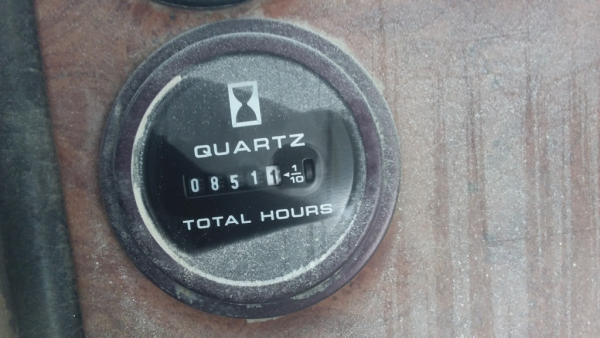 QUARTZ
08511 ◄1/10
TOTAL HOURS